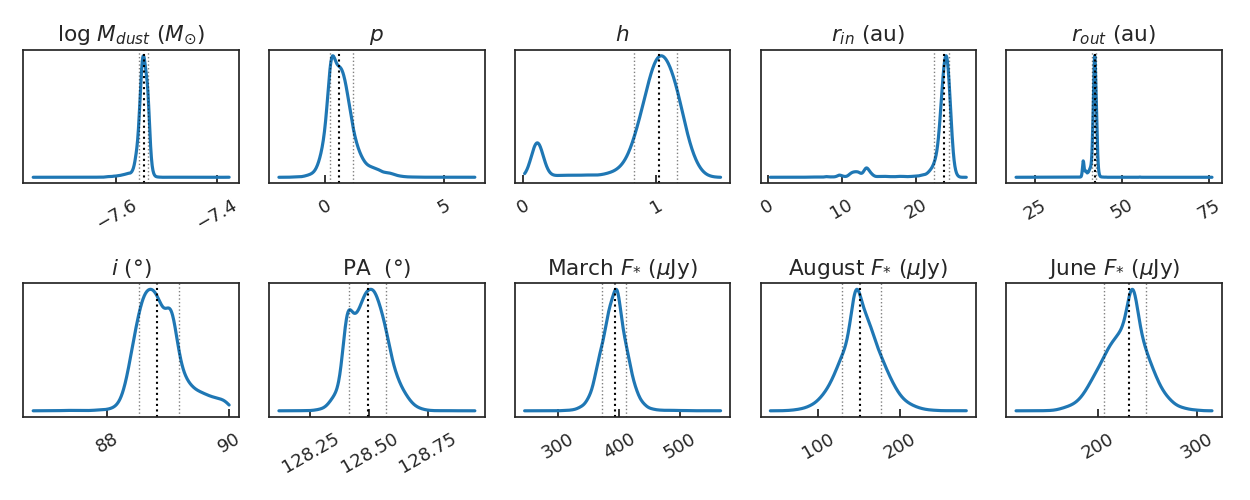 log M_dust (M_⊙) p h r_in (au) r_out (au)
−7.6 −7.4 0 5 0 1 0 10 20 25 50 75
i (°) PA (°) March F_* (μJy) August F_* (μJy) June F_* (μJy)
88 90 128.25 128.50 128.75 300 400 500 100 200 200 300